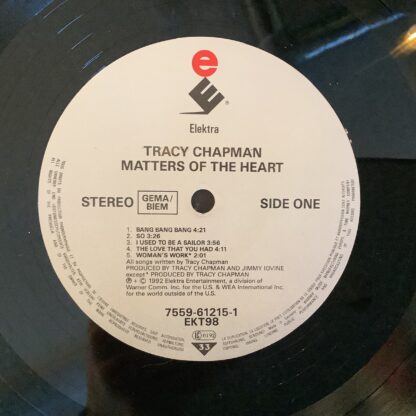 e
E®
Elektra
TRACY CHAPMAN
MATTERS OF THE HEART
STEREO GEMA/ BIEM SIDE ONE
1. BANG BANG BANG 4:21
2. SO 3:26
3. I USED TO BE A SAILOR 3:56
4. THE LOVE THAT YOU HAD 4:11
5. WOMAN'S WORK* 2:01
All songs written by Tracy Chapman
PRODUCED BY TRACY CHAPMAN AND JIMMY IOVINE
except* PRODUCED BY TRACY CHAPMAN
℗ + © 1992 Elektra Entertainment, a division of
Warner Comm. Inc. for the U.S. & WEA International Inc.
for the world outside of the U.S.
7559-61215-1
EKT98
33